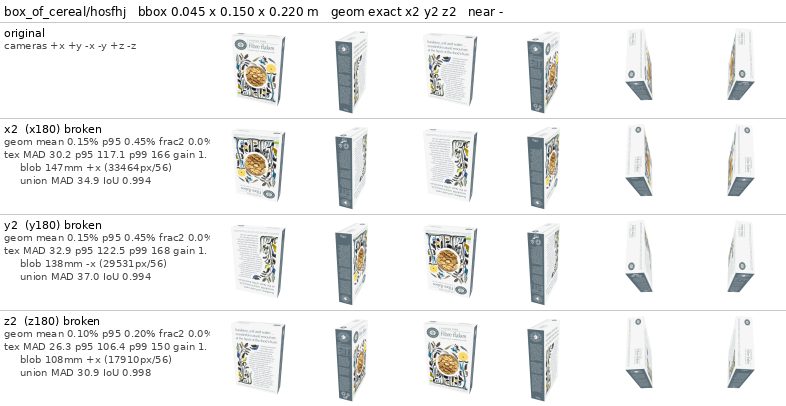 box_of_cereal/hosfhj bbox 0.045 x 0.150 x 0.220 m geom exact x2 y2 z2 near -
original
cameras +x +y -x -y +z -z
Fibre flakes
x2 (x180) broken
geom mean 0.15% p95 0.45% frac2 0.0%
tex MAD 30.2 p95 117.1 p99 166 gain 1.
blob 147mm +x (33464px/56)
union MAD 34.9 IoU 0.994
y2 (y180) broken
geom mean 0.15% p95 0.45% frac2 0.0%
tex MAD 32.9 p95 122.5 p99 168 gain 1.
blob 138mm -x (29531px/56)
union MAD 37.0 IoU 0.994
z2 (z180) broken
geom mean 0.10% p95 0.20% frac2 0.0%
tex MAD 26.3 p95 106.4 p99 150 gain 1.
blob 108mm +x (17910px/56)
union MAD 30.9 IoU 0.998
Fibre flakes